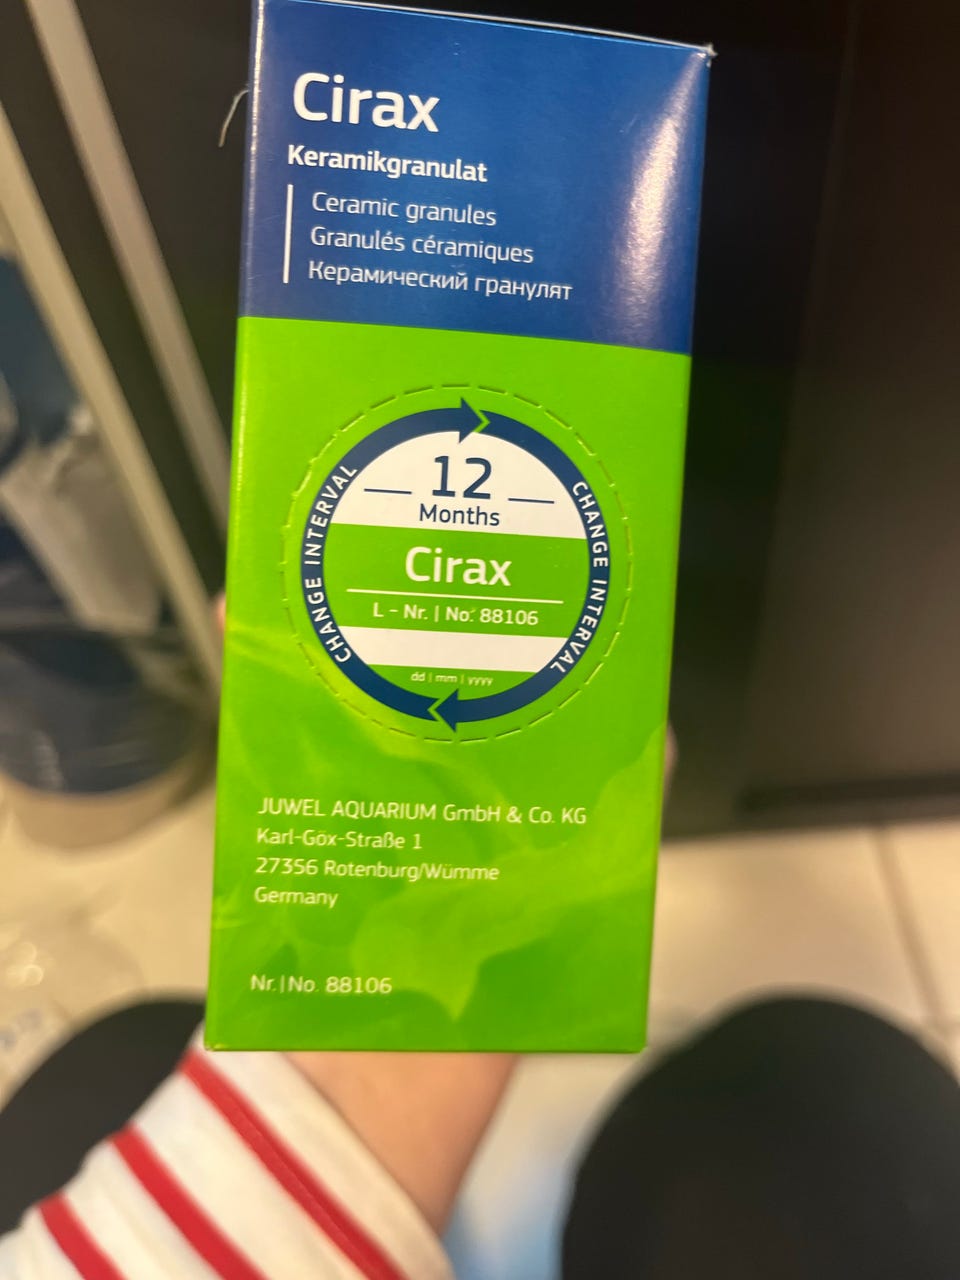 Cirax
Keramikgranulat
Ceramic granules
Granulés céramiques
Керамический гранулят
CHANGE INTERVAL
12
Months
CHANGE INTERVAL
Cirax
L - Nr. | No. 88106
dd | mm | yyyy
JUWEL AQUARIUM GmbH & Co. KG
Karl-Göx-Straße 1
27356 Rotenburg/Wümme
Germany
Nr. | No. 88106